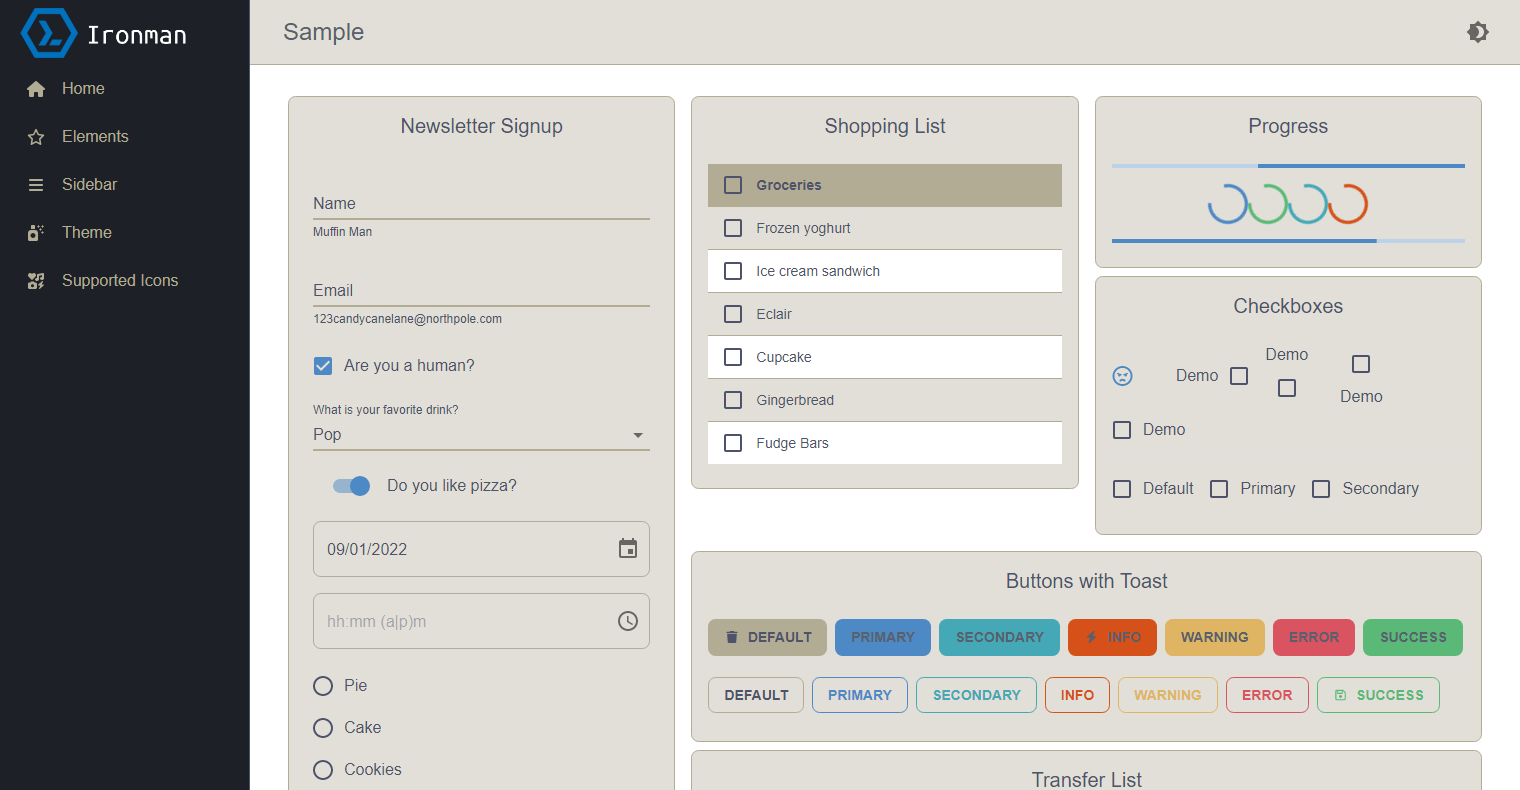 Ironman
Home
Elements
Sidebar
Theme
Supported Icons
Sample
Newsletter Signup
Name
Muffin Man
Email
123candycanelane@northpole.com
Are you a human?
What is your favorite drink?
Pop
Do you like pizza?
09/01/2022
hh:mm (a|p)m
Pie
Cake
Cookies
Shopping List
Groceries
Frozen yoghurt
Ice cream sandwich
Eclair
Cupcake
Gingerbread
Fudge Bars
Progress
Checkboxes
Demo
Demo
Demo
Demo
Default Primary Secondary
Buttons with Toast
DEFAULT PRIMARY SECONDARY INFO WARNING ERROR SUCCESS
DEFAULT PRIMARY SECONDARY INFO WARNING ERROR SUCCESS
Transfer List